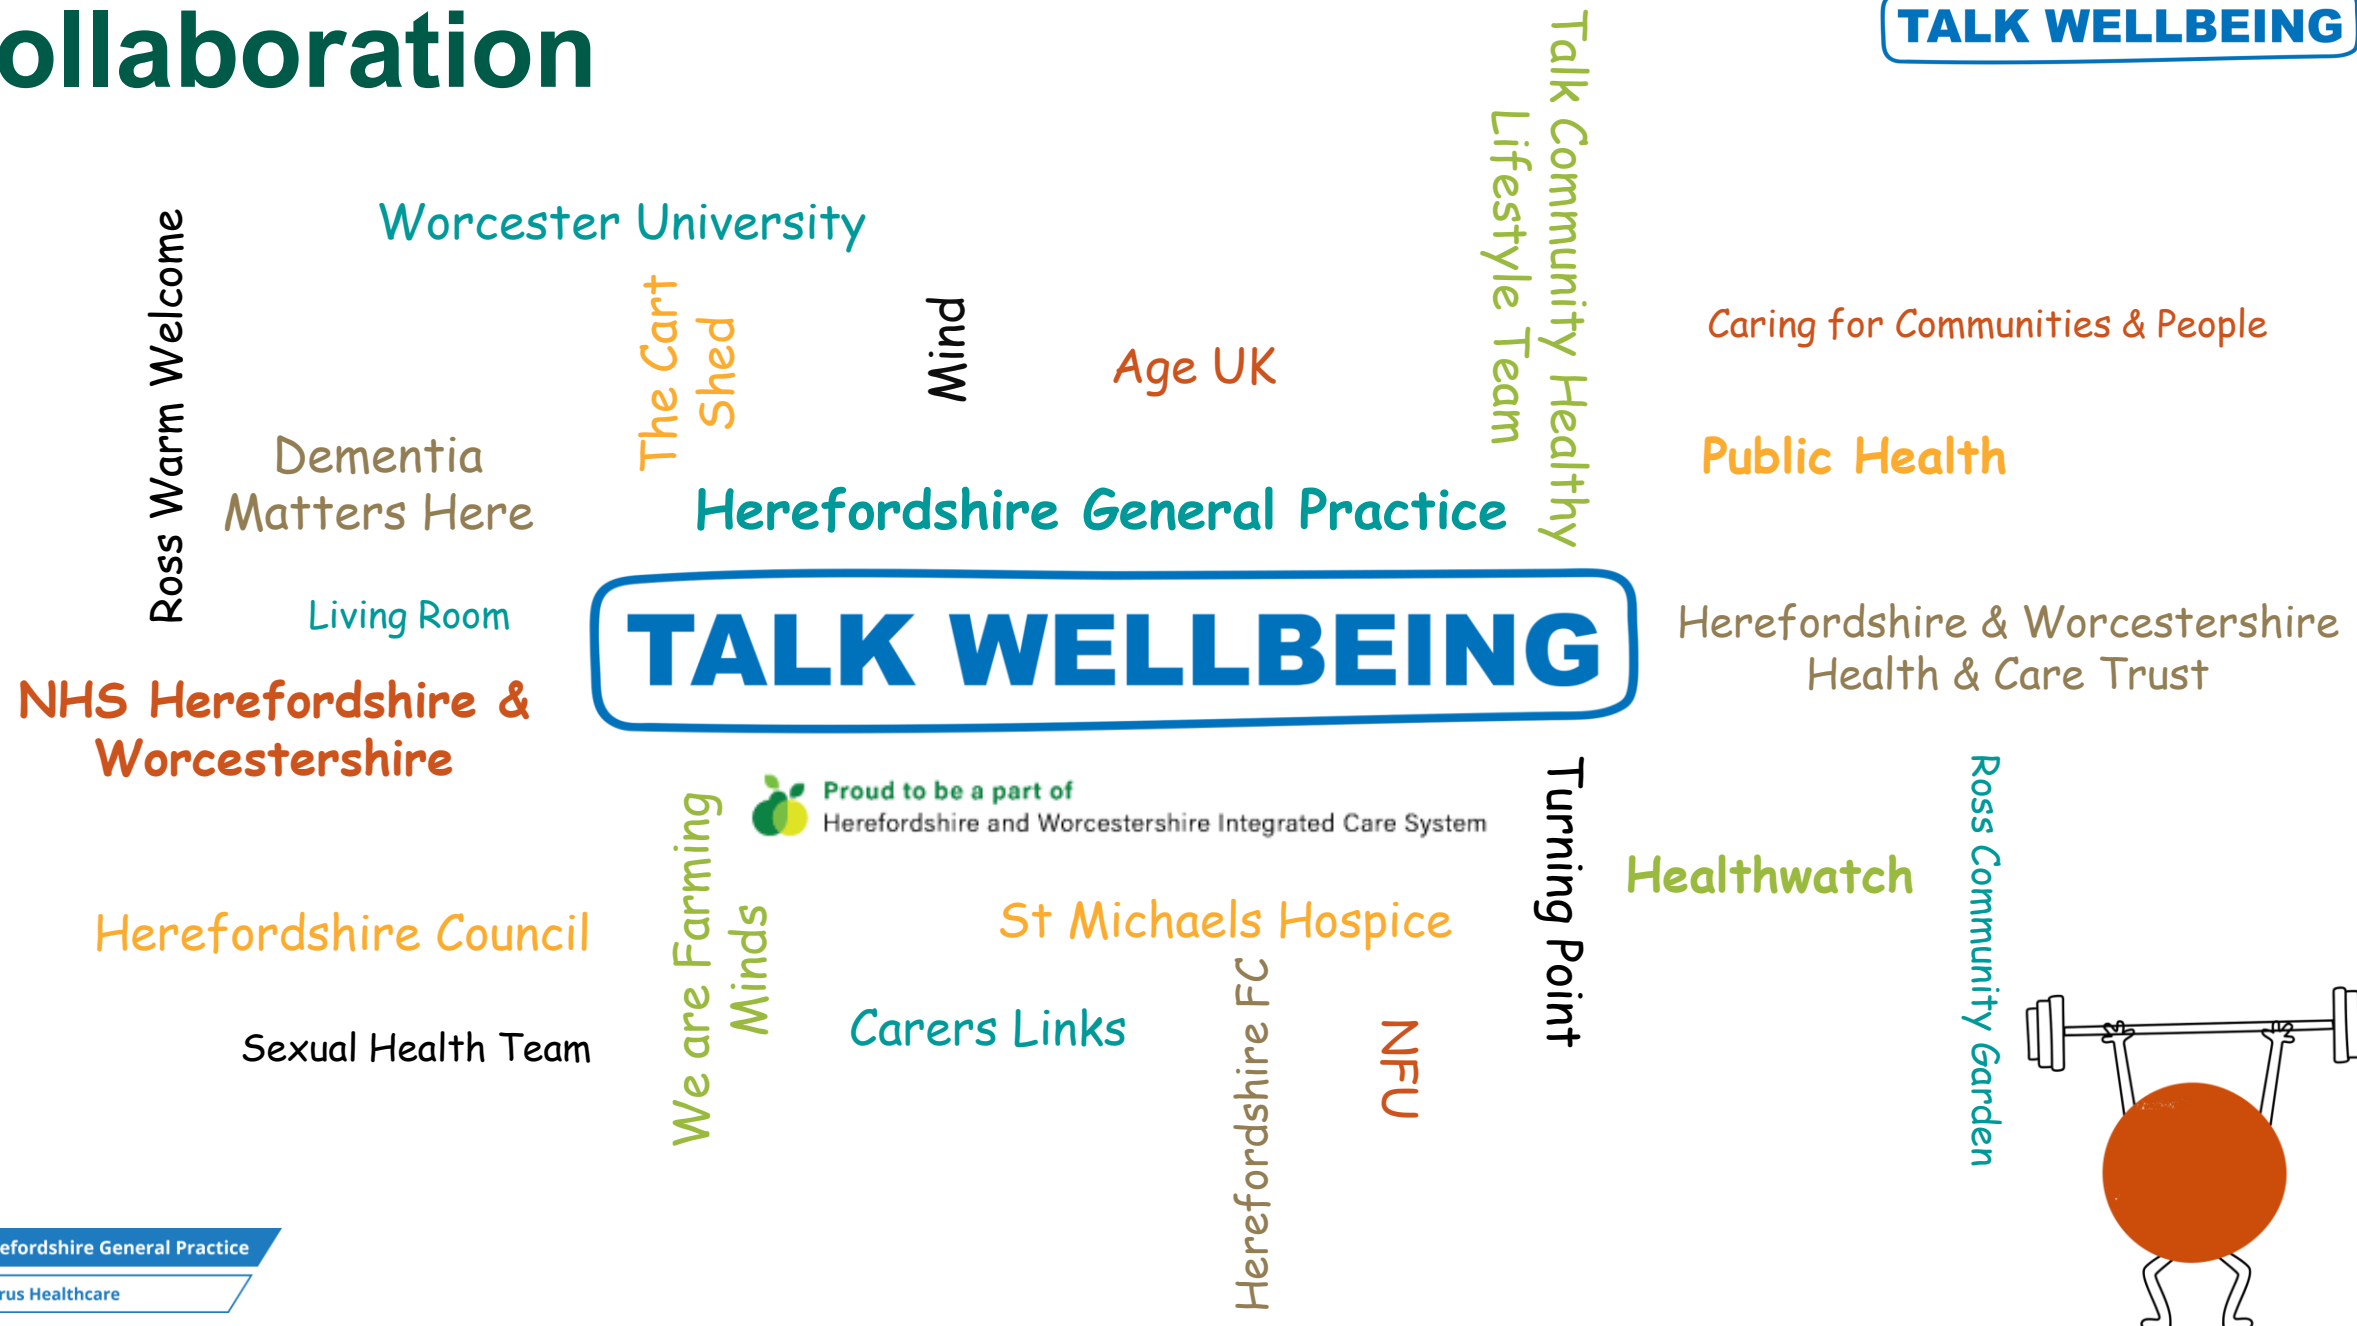 ollaboration
TALK WELLBEING
Talk Community Healthy
Lifestyle Team
Ross Warm Welcome
Worcester University
The Cart
Shed
Mind
Age UK
Caring for Communities & People
Dementia
Matters Here
Public Health
Herefordshire General Practice
Living Room
TALK WELLBEING
Herefordshire & Worcestershire
Health & Care Trust
NHS Herefordshire &
Worcestershire
Proud to be a part of
Herefordshire and Worcestershire Integrated Care System
We are Farming
Minds
Turning Point
Healthwatch
Ross Community Garden
Herefordshire Council
St Michaels Hospice
Sexual Health Team
Carers Links
Herefordshire FC
NFU
efordshire General Practice
rus Healthcare